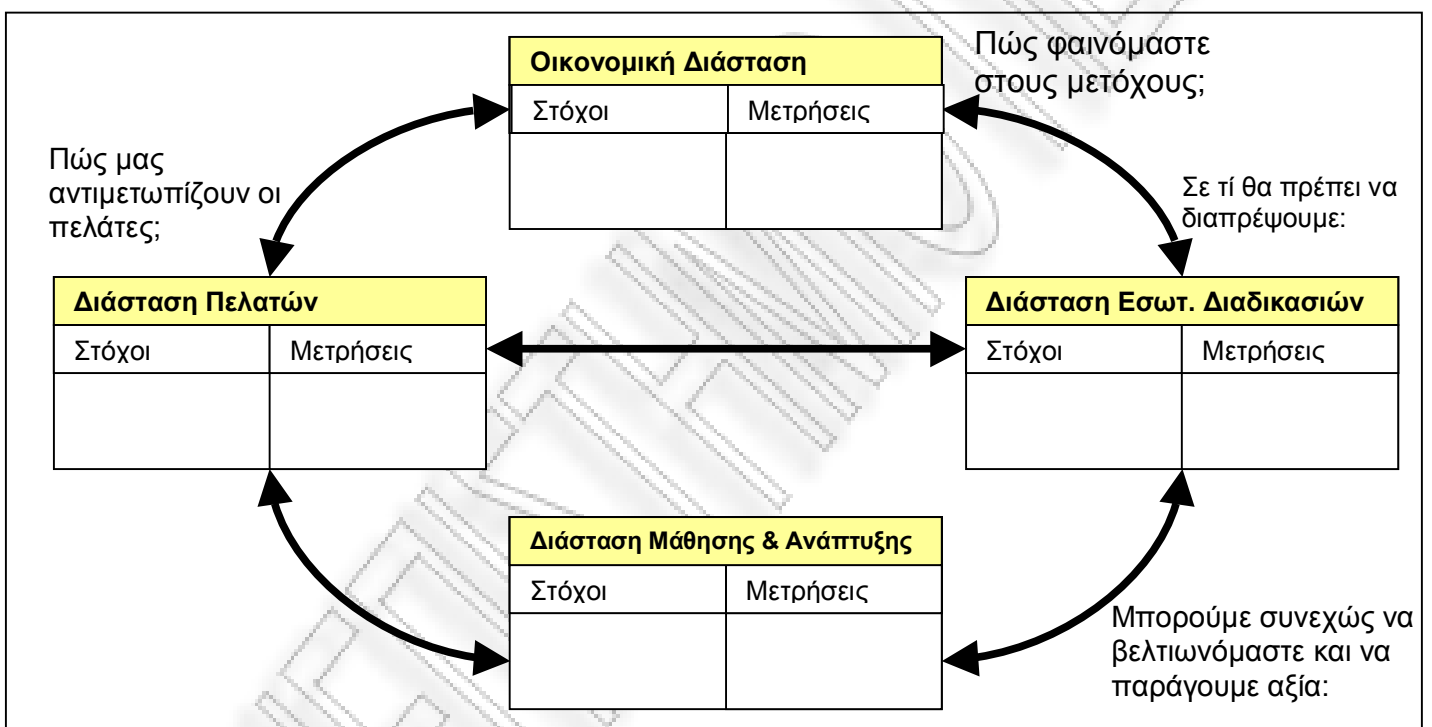 Οικονομική Διάσταση
Στόχοι Μετρήσεις
Πώς φαινόμαστε
στους μετόχους;
Πώς μας
αντιμετωπίζουν οι
πελάτες;
Σε τί θα πρέπει να
διαπρέψουμε:
Διάσταση Πελατών
Στόχοι Μετρήσεις
Διάσταση Εσωτ. Διαδικασιών
Στόχοι Μετρήσεις
Διάσταση Μάθησης & Ανάπτυξης
Στόχοι Μετρήσεις
Μπορούμε συνεχώς να
βελτιωνόμαστε και να
παράγουμε αξία: